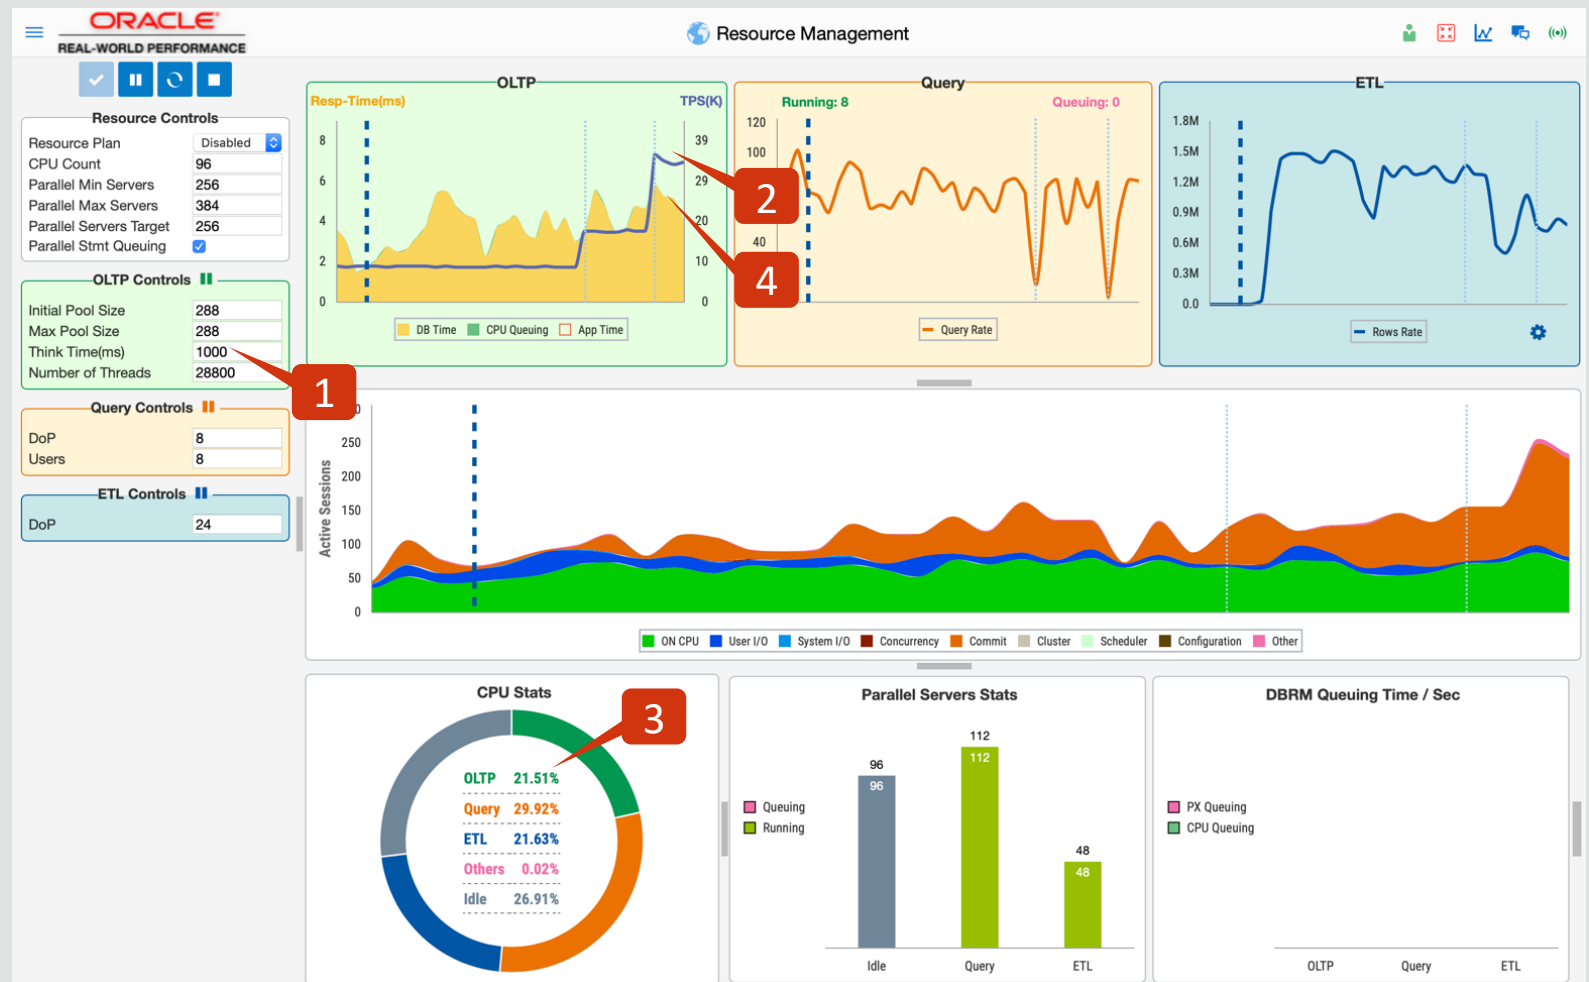 ORACLE
REAL-WORLD PERFORMANCE
Resource Management
Resource Controls
Resource Plan Disabled
CPU Count 96
Parallel Min Servers 256
Parallel Max Servers 384
Parallel Servers Target 256
Parallel Stmt Queuing
OLTP Controls
Initial Pool Size 288
Max Pool Size 288
Think Time(ms) 1000
Number of Threads 28800
1
Query Controls
DoP 8
Users 8
ETL Controls
DoP 24
OLTP
Resp-Time(ms) TPS(K)
8 39
6 29
4 20
2 10
0 0
DB Time CPU Queuing App Time
2
4
Query
Running: 8 Queuing: 0
120
100
40
Query Rate
ETL
1.8M
1.5M
1.2M
0.9M
0.6M
0.3M
0.0
Rows Rate
Active Sessions
0
250
200
150
100
50
0
ON CPU User I/O System I/O Concurrency Commit Cluster Scheduler Configuration Other
CPU Stats
3
OLTP 21.51%
Query 29.92%
ETL 21.63%
Others 0.02%
Idle 26.91%
Parallel Servers Stats
Queuing
Running
96
96
112
112
48
48
Idle Query ETL
DBRM Queuing Time / Sec
PX Queuing
CPU Queuing
OLTP Query ETL